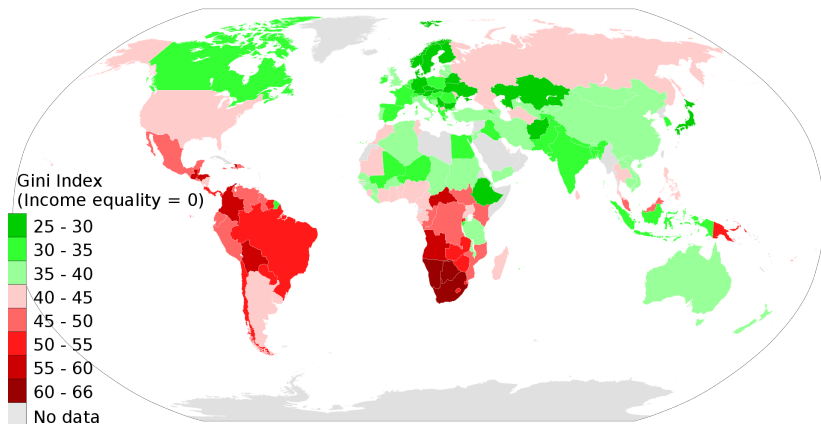 Gini Index
(Income equality = 0)
25 - 30
30 - 35
35 - 40
40 - 45
45 - 50
50 - 55
55 - 60
60 - 66
No data